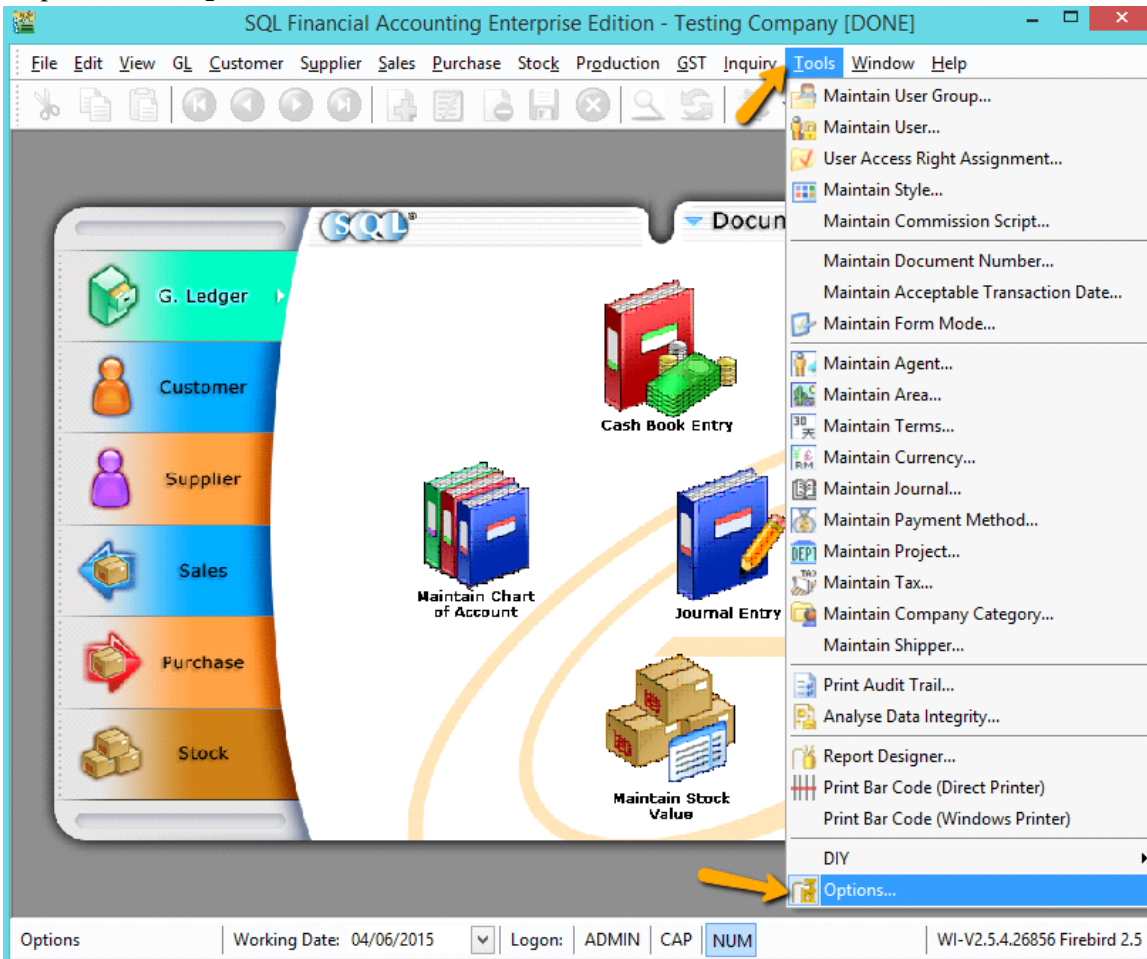 SQL Financial Accounting Enterprise Edition - Testing Company [DONE]
File Edit View GL Customer Supplier Sales Purchase Stock Production GST Inquiry Tools Window Help
Maintain User Group...
Maintain User...
User Access Right Assignment...
Maintain Style...
Maintain Commission Script...
Maintain Document Number...
Maintain Acceptable Transaction Date...
Maintain Form Mode...
Maintain Agent...
Maintain Area...
Maintain Terms...
Maintain Currency...
Maintain Journal...
Maintain Payment Method...
Maintain Project...
Maintain Tax...
Maintain Company Category...
Maintain Shipper...
Print Audit Trail...
Analyse Data Integrity...
Report Designer...
Print Bar Code (Direct Printer)
Print Bar Code (Windows Printer)
DIY
Options...
SQL®
Docum
G. Ledger
Customer
Supplier
Sales
Purchase
Stock
Cash Book Entry
Maintain Chart
of Account
Journal Entry
Maintain Stock
Value
Options Working Date: 04/06/2015 Logon: ADMIN CAP NUM WI-V2.5.4.26856 Firebird 2.5